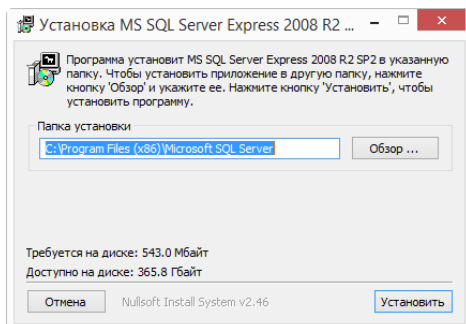 Установка MS SQL Server Express 2008 R2 ...
Программа установит MS SQL Server Express 2008 R2 SP2 в указанную
папку. Чтобы установить приложение в другую папку, нажмите
кнопку 'Обзор' и укажите ее. Нажмите кнопку 'Установить', чтобы
установить программу.
Папка установки
C:\Program Files (x86)\Microsoft SQL Server
Обзор ...
Требуется на диске: 543.0 Мбайт
Доступно на диске: 365.8 Гбайт
Отмена
Nullsoft Install System v2.46
Установить